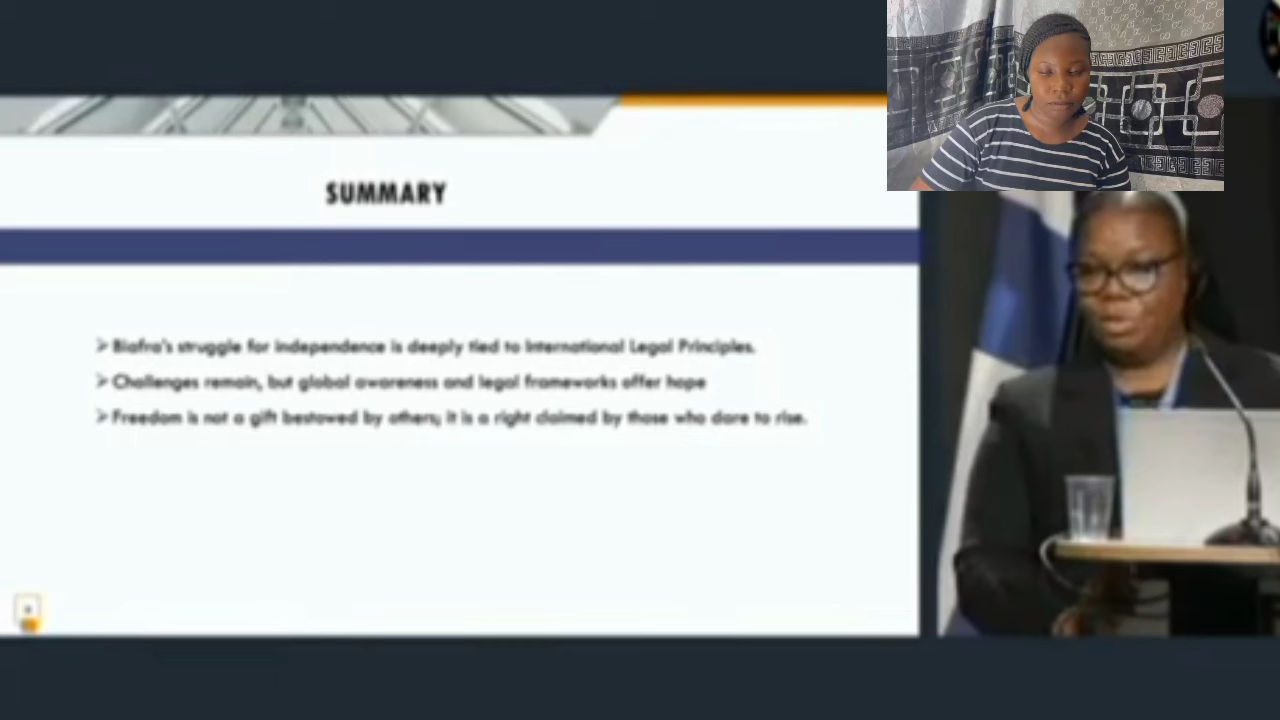 SUMMARY
➢ Biafra's struggle for independence is deeply tied to International Legal Principles.
➢ Challenges remain, but global awareness and legal frameworks offer hope
➢ Freedom is not a gift bestowed by others; it is a right claimed by those who dare to rise.